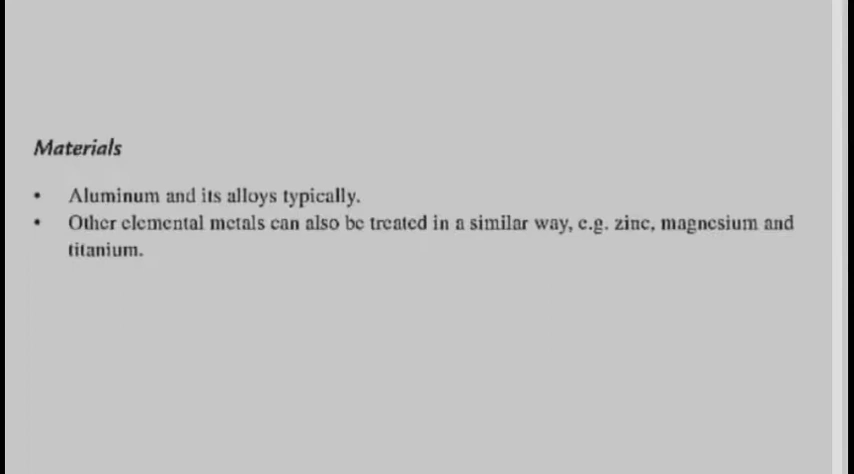 Materials
• Aluminum and its alloys typically.
• Other elemental metals can also be treated in a similar way, e.g. zinc, magnesium and
titanium.